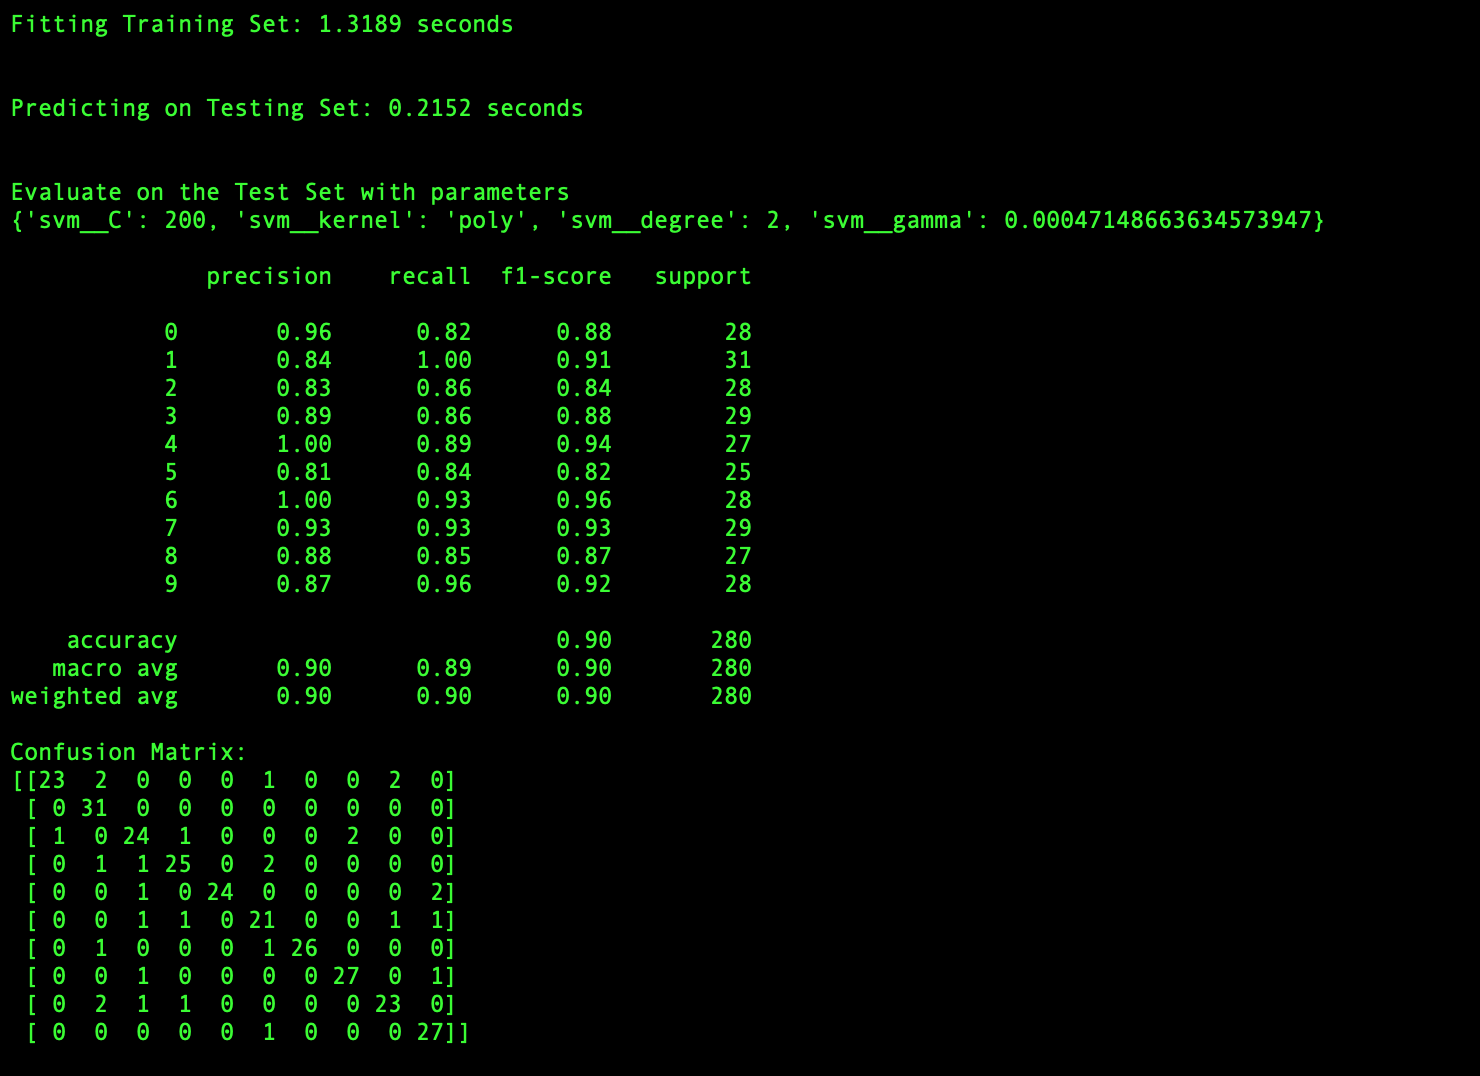 Fitting Training Set: 1.3189 seconds
Predicting on Testing Set: 0.2152 seconds
Evaluate on the Test Set with parameters
{'svm__C': 200, 'svm__kernel': 'poly', 'svm__degree': 2, 'svm__gamma': 0.00047148663634573947}
              precision    recall  f1-score   support
           0       0.96      0.82      0.88        28
           1       0.84      1.00      0.91        31
           2       0.83      0.86      0.84        28
           3       0.89      0.86      0.88        29
           4       1.00      0.89      0.94        27
           5       0.81      0.84      0.82        25
           6       1.00      0.93      0.96        28
           7       0.93      0.93      0.93        29
           8       0.88      0.85      0.87        27
           9       0.87      0.96      0.92        28
    accuracy                           0.90       280
   macro avg       0.90      0.89      0.90       280
weighted avg       0.90      0.90      0.90       280
Confusion Matrix:
[[23  2  0  0  0  1  0  0  2  0]
 [ 0 31  0  0  0  0  0  0  0  0]
 [ 1  0 24  1  0  0  0  2  0  0]
 [ 0  1  1 25  0  2  0  0  0  0]
 [ 0  0  1  0 24  0  0  0  0  2]
 [ 0  0  1  1  0 21  0  0  1  1]
 [ 0  1  0  0  0  1 26  0  0  0]
 [ 0  0  1  0  0  0  0 27  0  1]
 [ 0  2  1  1  0  0  0  0 23  0]
 [ 0  0  0  0  0  1  0  0  0 27]]